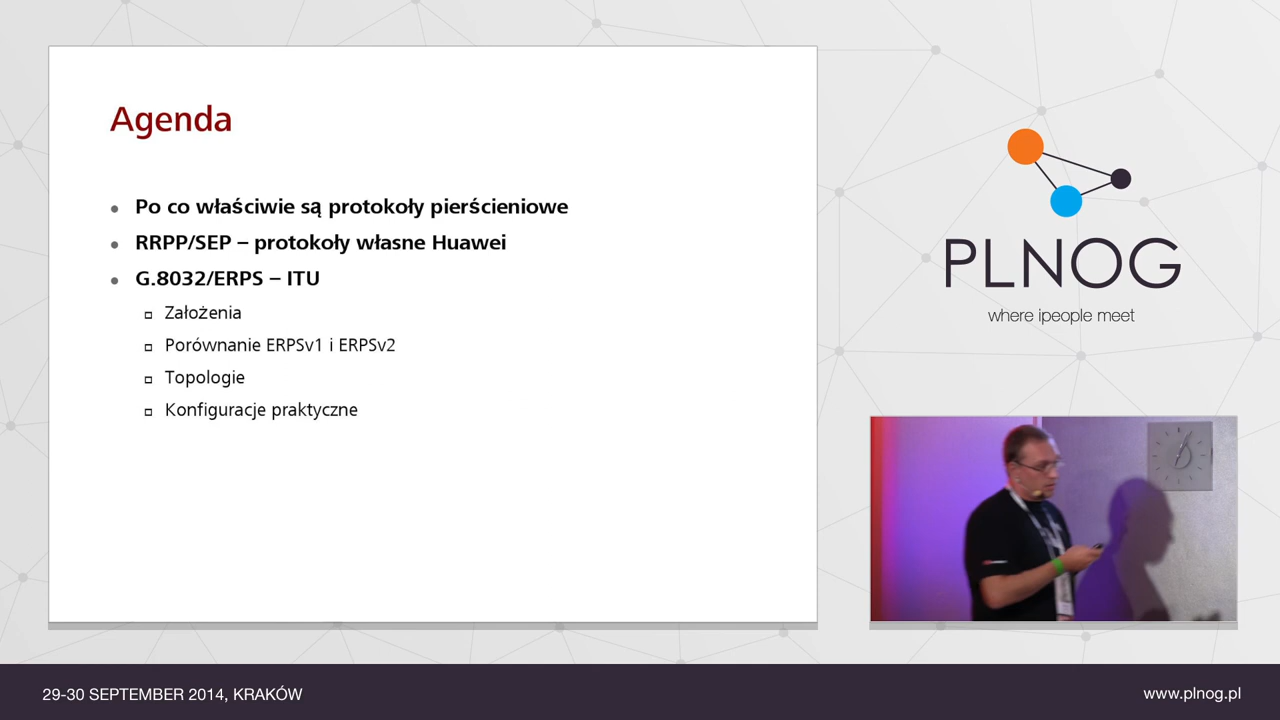 Agenda
Po co właściwie są protokoły pierścieniowe
RRPP/SEP – protokoły własne Huawei
G.8032/ERPS – ITU
Założenia
Porównanie ERPSv1 i ERPSv2
Topologie
Konfiguracje praktyczne
PLNOG
where ipeople meet
29-30 SEPTEMBER 2014, KRAKÓW
www.plnog.pl